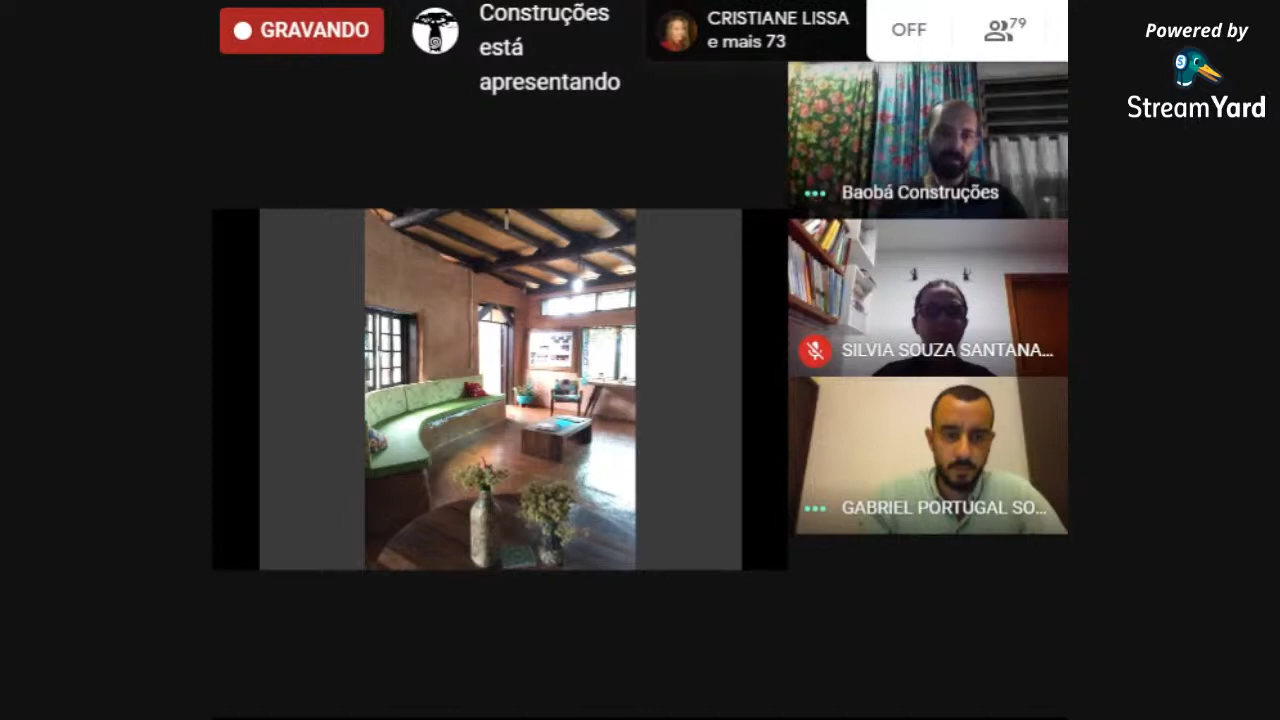 GRAVANDO
Construções
está
apresentando
CRISTIANE LISSA
e mais 73
OFF
79
Powered by
StreamYard
Baobá Construções
SILVIA SOUZA SANTANA...
GABRIEL PORTUGAL SO...